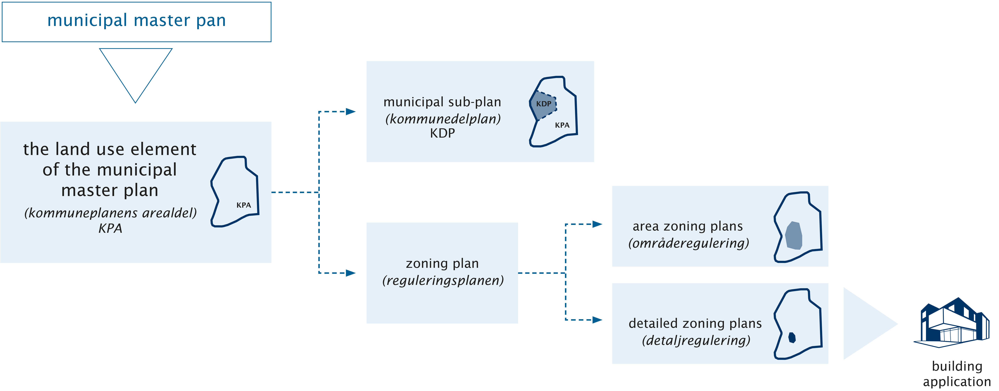 municipal master pan
the land use element
of the municipal
master plan
(kommuneplanens arealdel)
KPA
KPA
municipal sub-plan
(kommunedelplan)
KDP
KDP
KPA
zoning plan
(reguleringsplanen)
area zoning plans
(områderegulering)
detailed zoning plans
(detaljregulering)
building
application